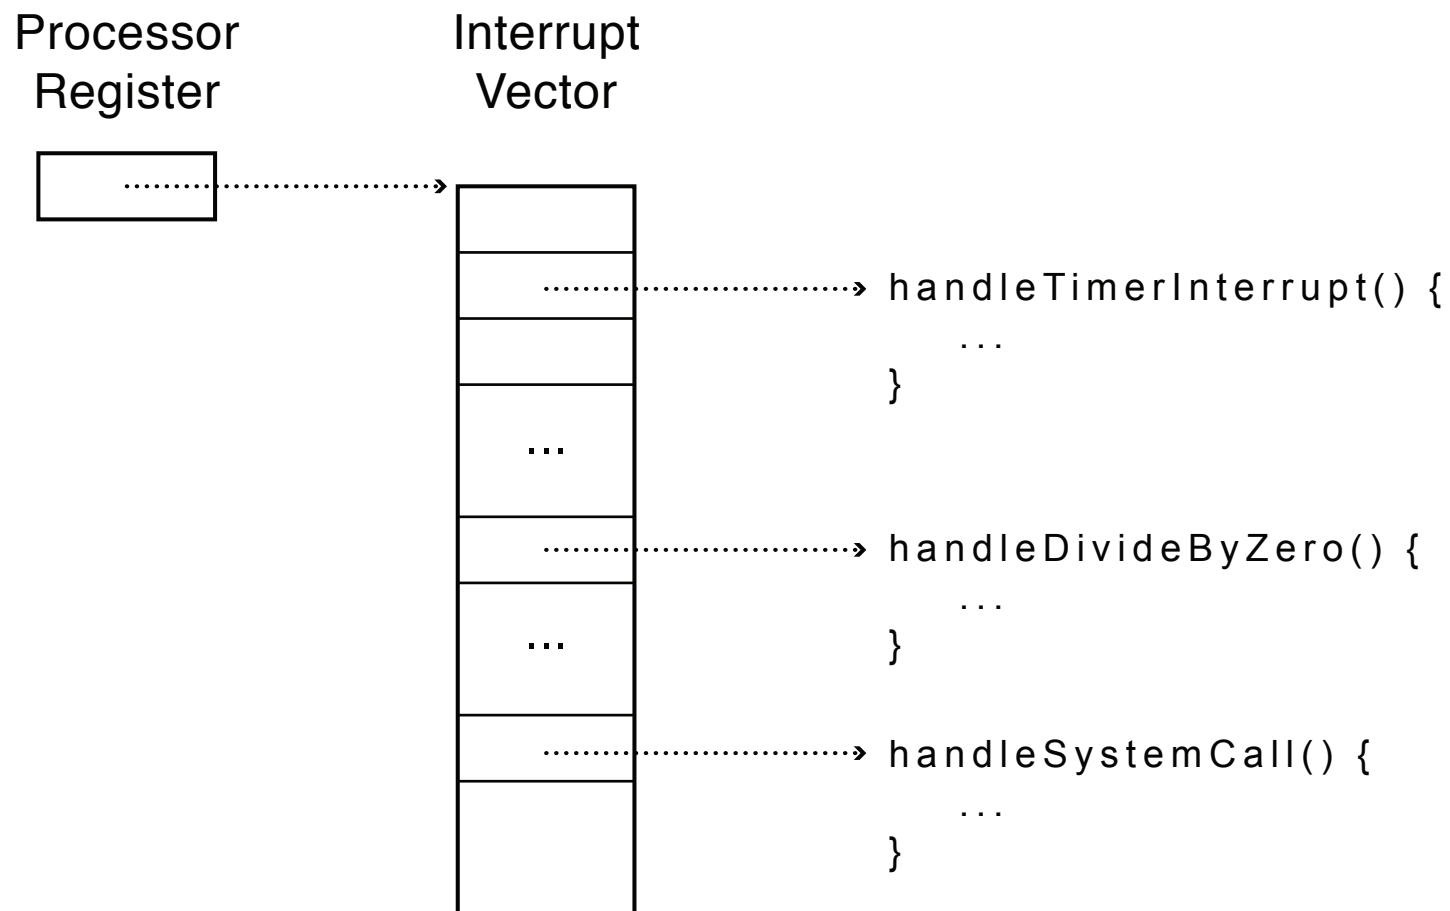 Processor
Register
Interrupt
Vector
handleTimerInterrupt() {
...
}
...
handleDivideByZero() {
...
}
...
handleSystemCall() {
...
}